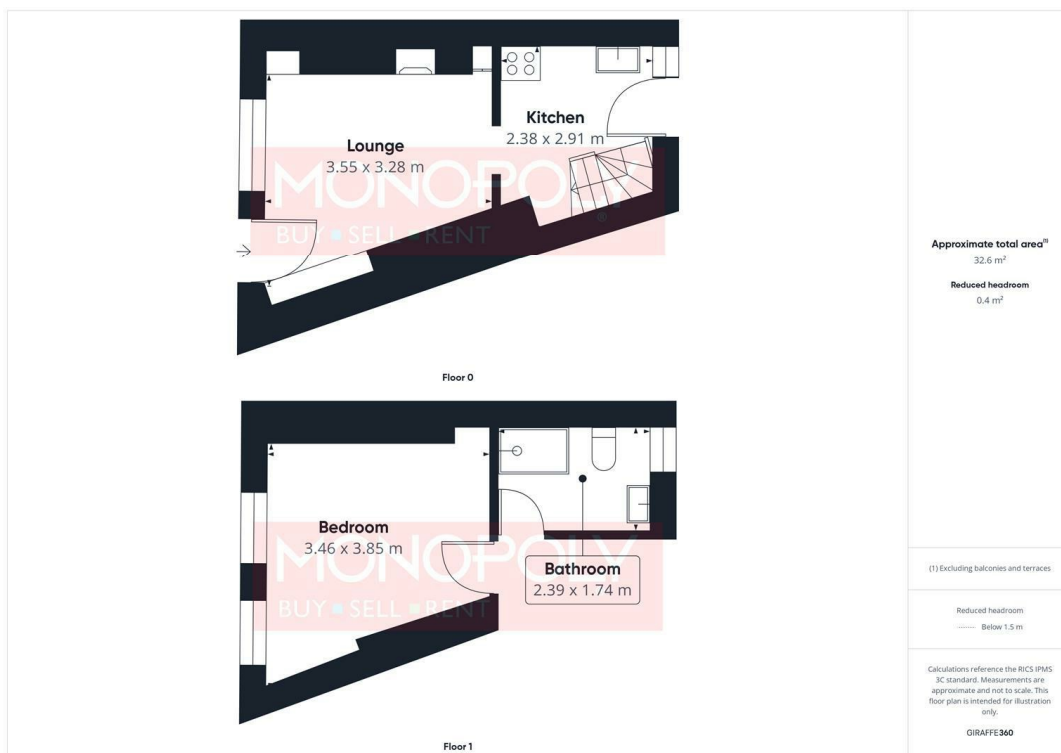 Kitchen
2.38 x 2.91 m
Lounge
3.55 x 3.28 m
MONOPOLY
BUY SELL RENT
Floor 0
Bedroom
3.46 x 3.85 m
MONOPOLY
BUY SELL RENT
Bathroom
2.39 x 1.74 m
Floor 1
Approximate total area(1)
32.6 m²
Reduced headroom
0.4 m²
(1) Excluding balconies and terraces
Reduced headroom
Below 1.5 m
Calculations reference the RICS IPMS
3C standard. Measurements are
approximate and not to scale. This
floor plan is intended for illustration
only.
GIRAFFE360